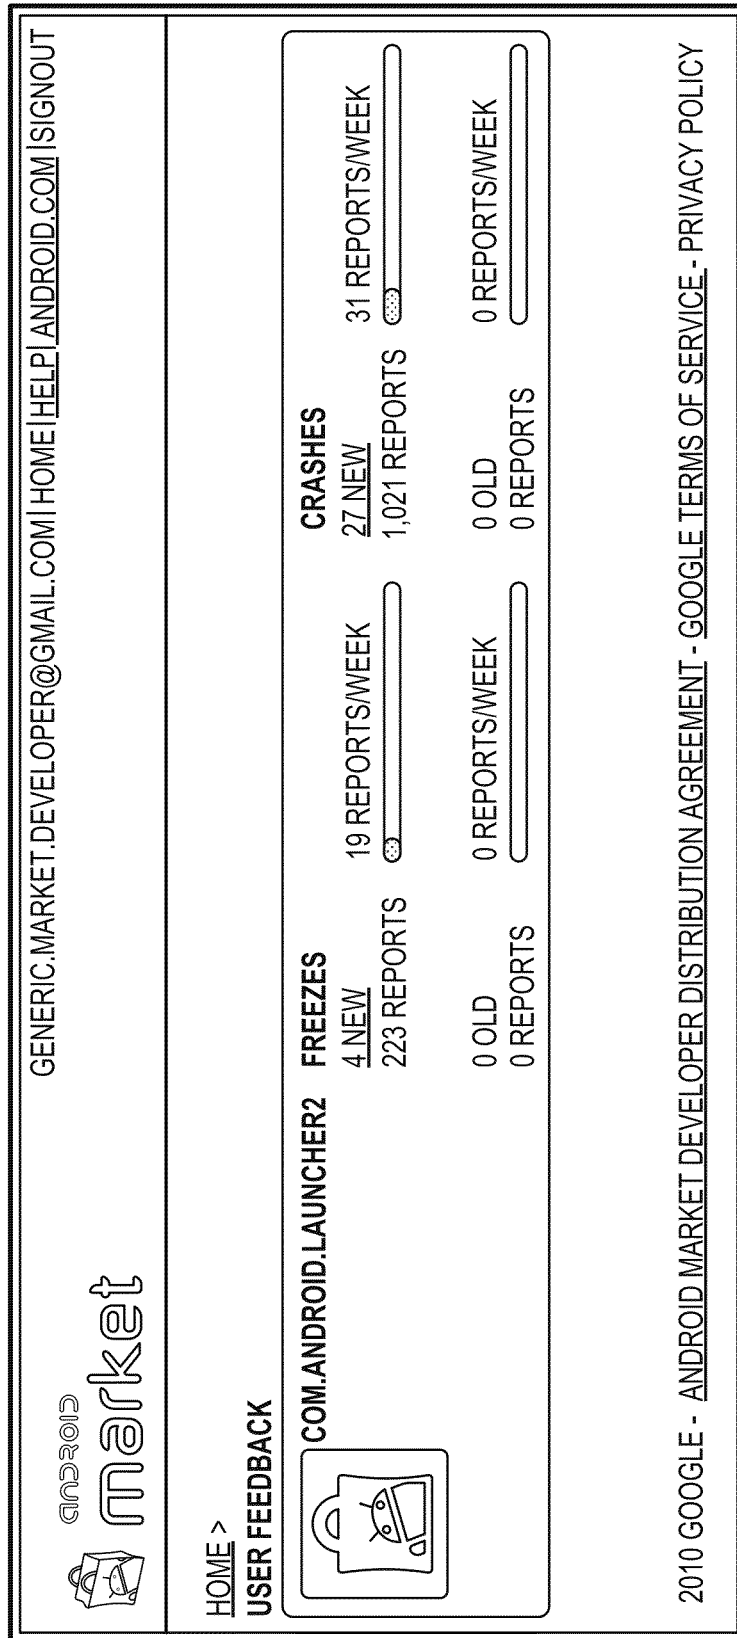 android
market
GENERIC.MARKET.DEVELOPER@GMAIL.COM|HOME|HELP|ANDROID.COM|SIGNOUT
HOME >
USER FEEDBACK
COM.ANDROID.LAUNCHER2
FREEZES
4 NEW
223 REPORTS
19 REPORTS/WEEK
0 OLD
0 REPORTS
0 REPORTS/WEEK
CRASHES
27 NEW
1,021 REPORTS
31 REPORTS/WEEK
0 OLD
0 REPORTS
0 REPORTS/WEEK
2010 GOOGLE - ANDROID MARKET DEVELOPER DISTRIBUTION AGREEMENT - GOOGLE TERMS OF SERVICE - PRIVACY POLICY